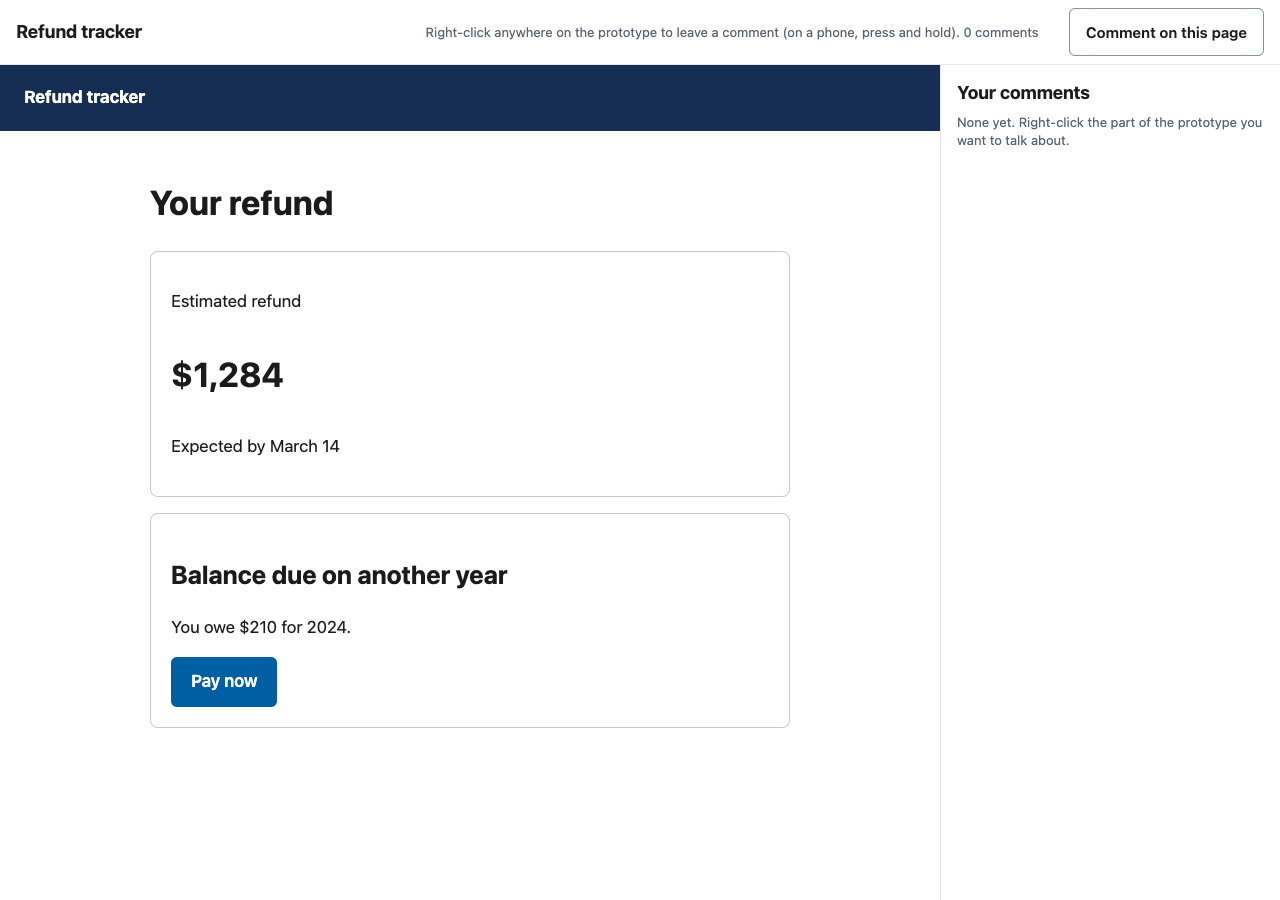 Refund tracker
Right-click anywhere on the prototype to leave a comment (on a phone, press and hold). 0 comments
Comment on this page
Refund tracker
Your refund
Estimated refund
$1,284
Expected by March 14
Balance due on another year
You owe $210 for 2024.
Pay now
Your comments
None yet. Right-click the part of the prototype you
want to talk about.